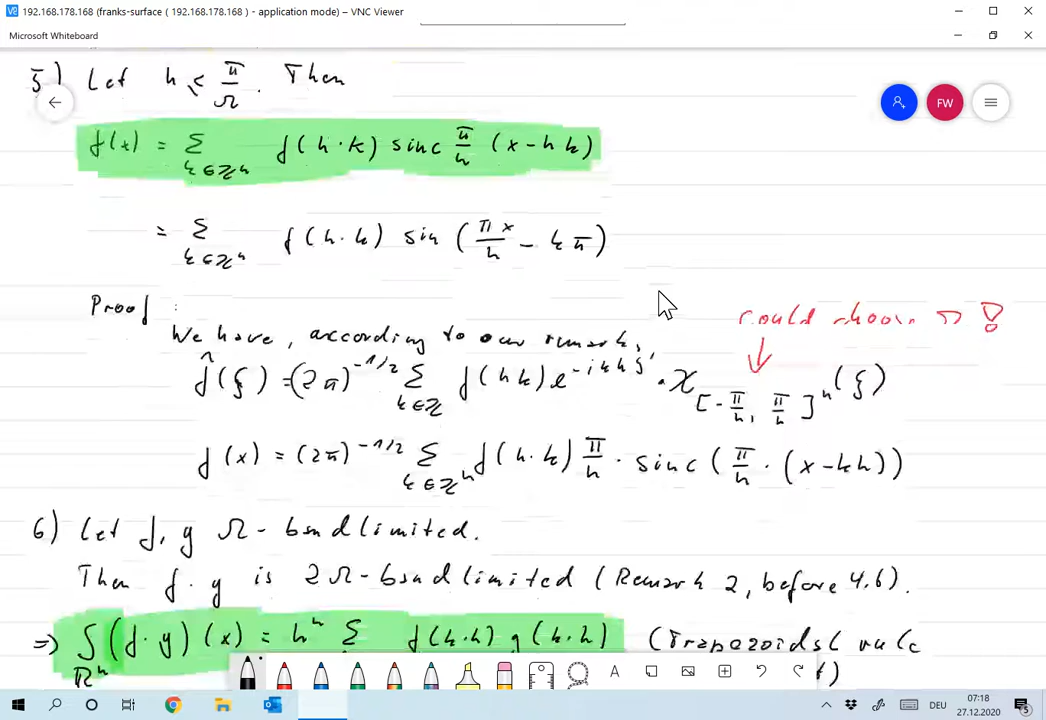 192.168.178.168 (franks-surface ( 192.168.178.168 ) - application mode) – VNC Viewer
Microsoft Whiteboard
5) Let h ≤ π/Ω. Then
FW
f(x) = Σ_{k∈ℤⁿ} f(h·k) sinc π/h (x-hk)
= Σ_{k∈ℤⁿ} f(h·k) sin (πx/h - kπ)
Proof :
could choose Ω !
We have, according to our remark,
f̂(ξ) = (2π)^{-1/2} Σ_{k∈ℤ} f(hk) e^{-ihkξ} · χ_{[-π/h, π/h]ⁿ}(ξ)
f(x) = (2π)^{-1/2} Σ_{k∈ℤⁿ} f(h·k) π/h · sinc(π/h · (x-kh))
6) Let f, g Ω-bandlimited.
Then f·g is 2Ω-bandlimited (Remark 2, before 4.6).
⇒ ∫_{ℝⁿ} (f·g)(x) = hⁿ Σ f(k·h) g(k·h) (Trapezoidal rule
A
DEU
07:18
27.12.2020
5